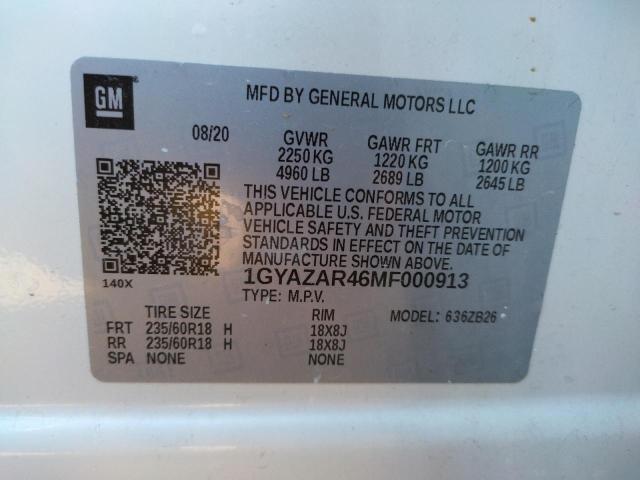 GM
MFD BY GENERAL MOTORS LLC
08/20 GVWR GAWR FRT GAWR RR
2250 KG 1220 KG 1200 KG
4960 LB 2689 LB 2645 LB
THIS VEHICLE CONFORMS TO ALL
APPLICABLE U.S. FEDERAL MOTOR
VEHICLE SAFETY AND THEFT PREVENTION
STANDARDS IN EFFECT ON THE DATE OF
MANUFACTURE SHOWN ABOVE.
140X 1GYAZAR46MF000913
TYPE: M.P.V.
TIRE SIZE RIM MODEL: 636ZB26
FRT 235/60R18 H 18X8J
RR 235/60R18 H 18X8J
SPA NONE NONE